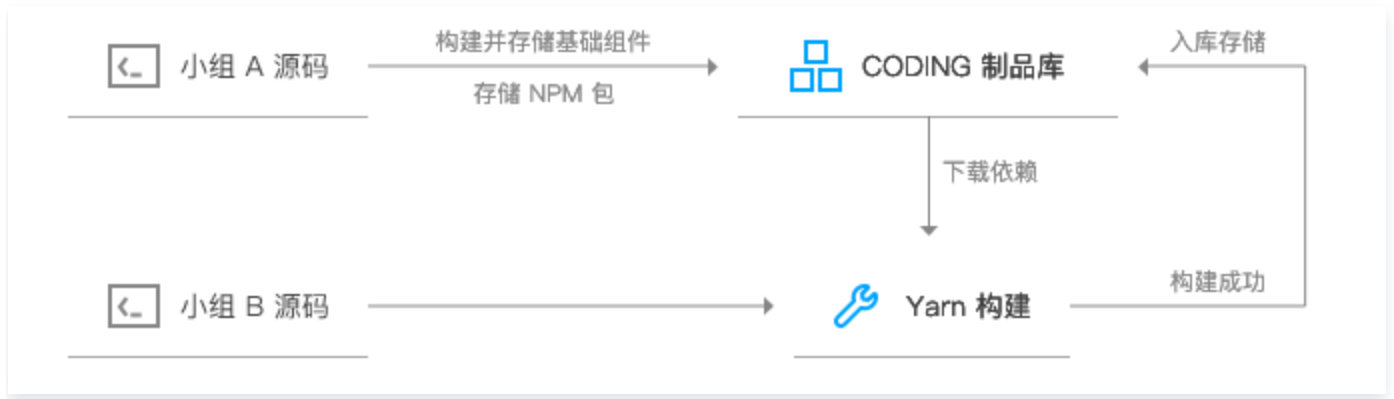 构建并存储基础组件
入库存储
小组 A 源码
CODING 制品库
存储 NPM 包
下载依赖
构建成功
小组 B 源码
Yarn 构建